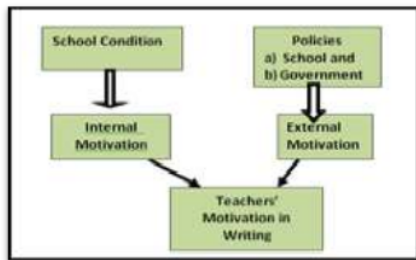 School Condition
Policies
a) School and
b) Government
Internal
Motivation
External
Motivation
Teachers'
Motivation in
Writing